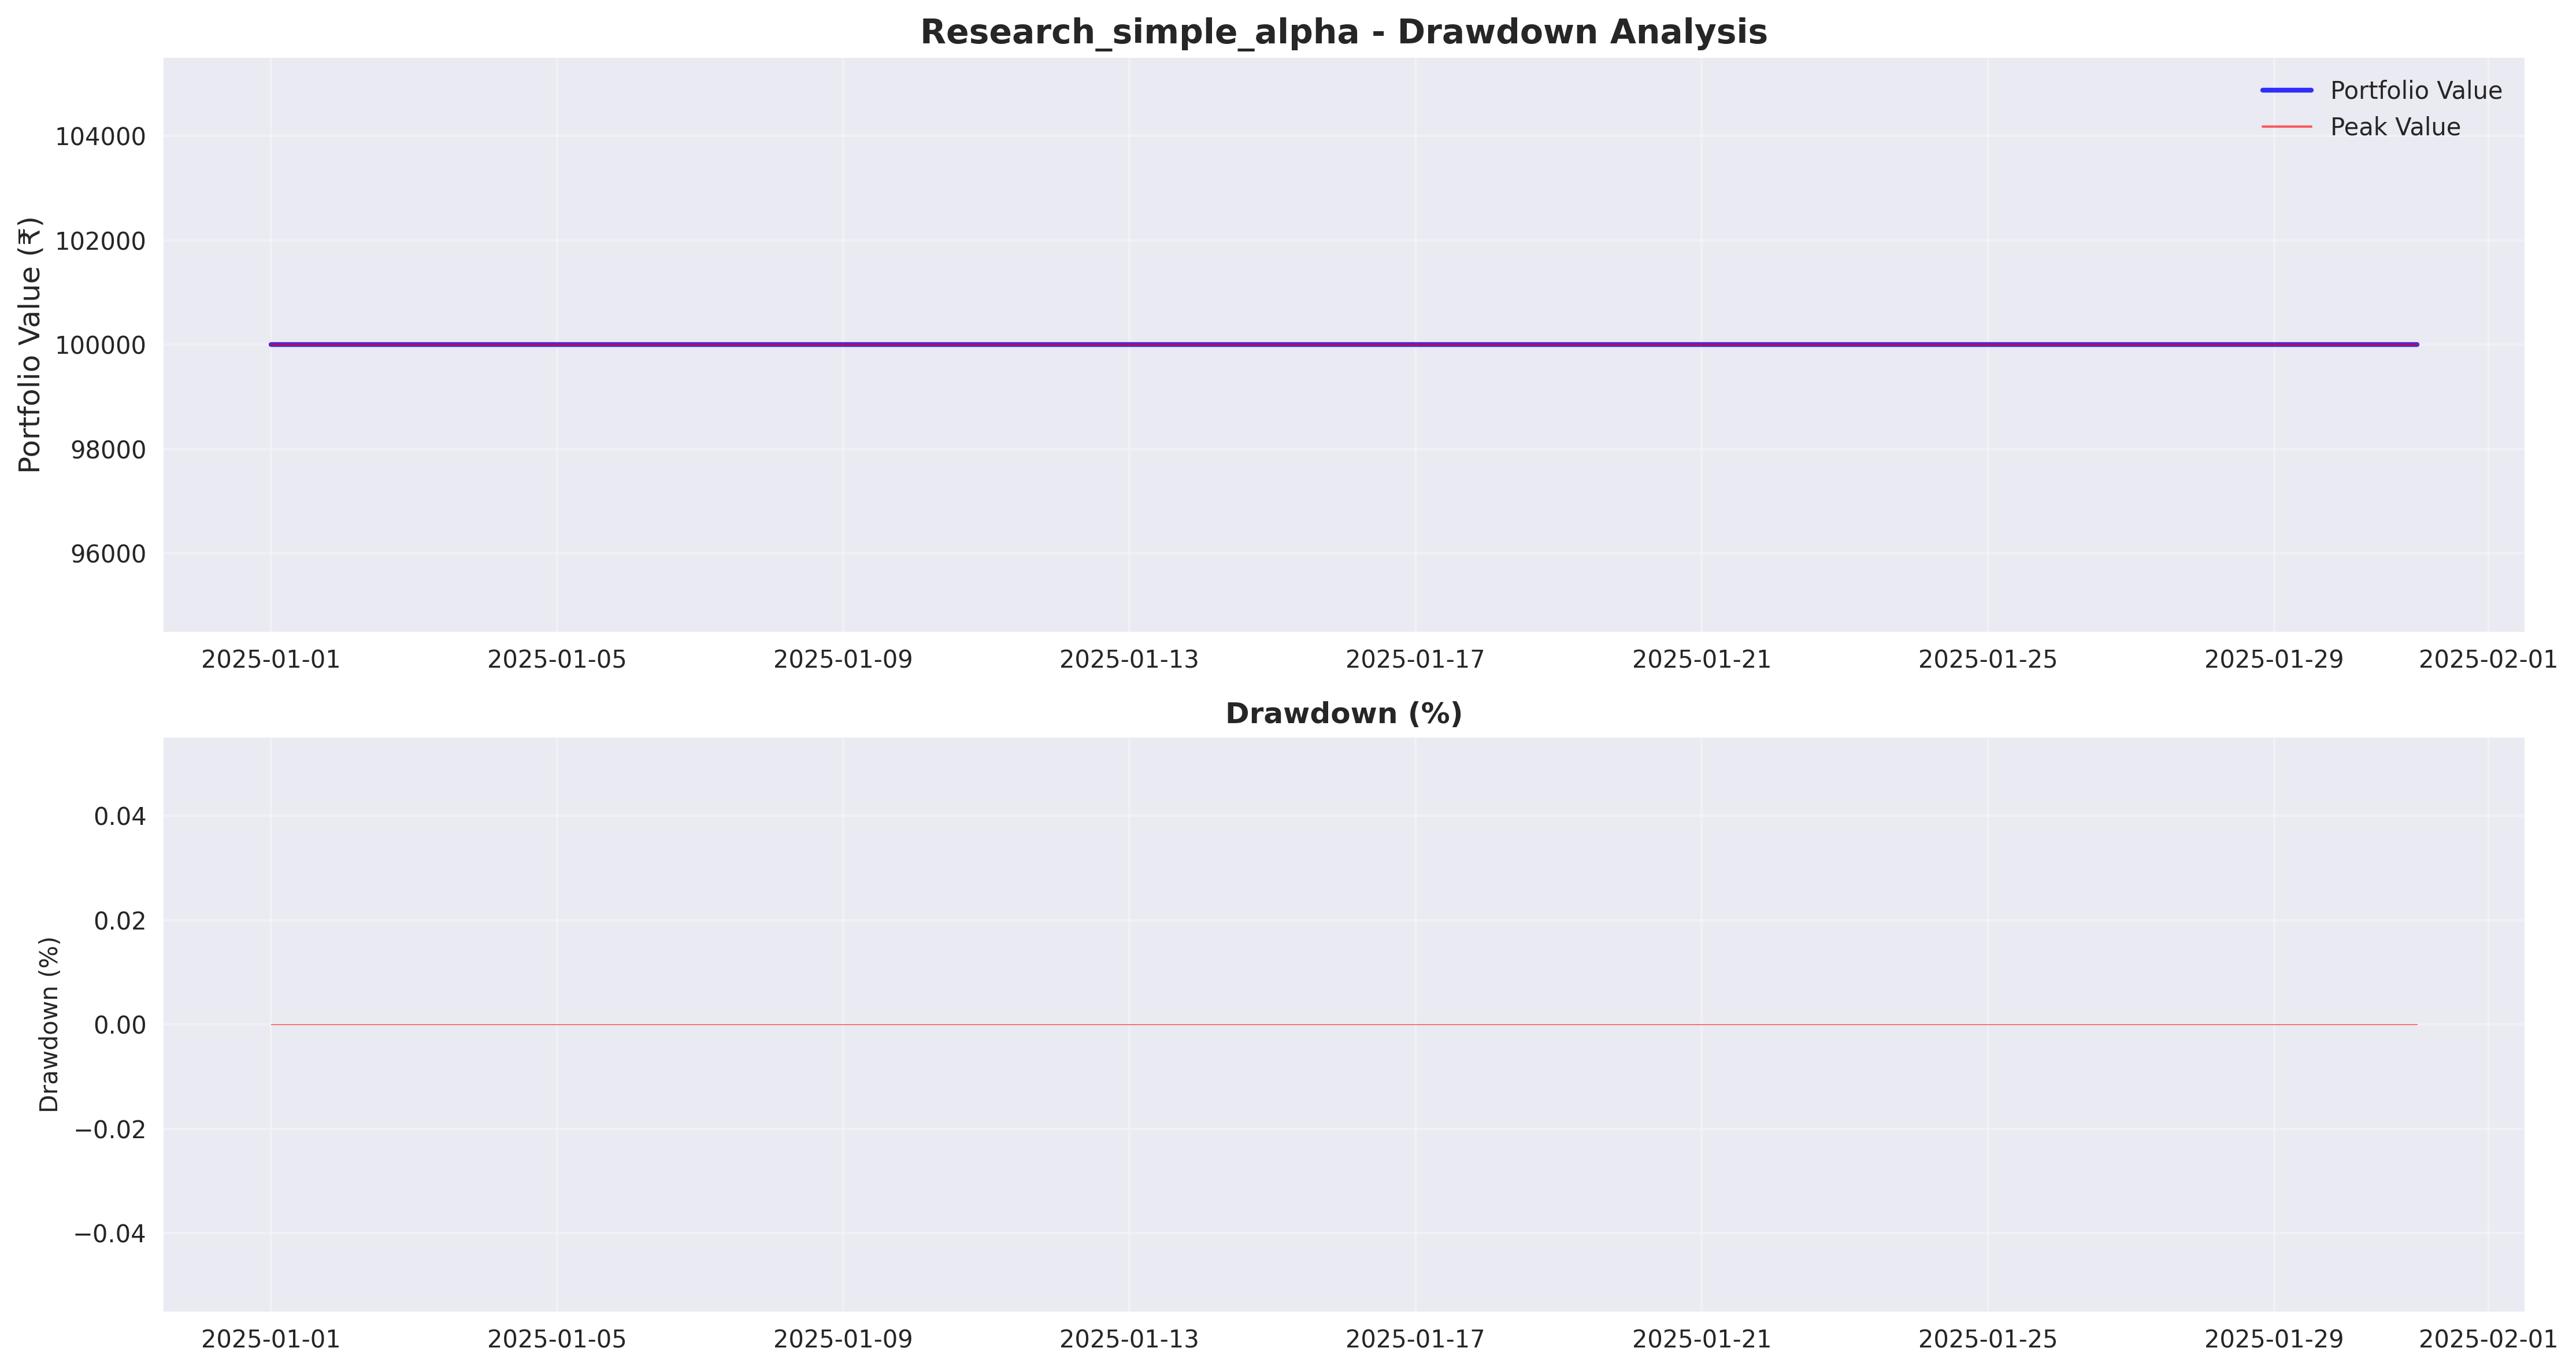 Research_simple_alpha - Drawdown Analysis
Portfolio Value
Peak Value
Portfolio Value (₹)
104000
102000
100000
98000
96000
2025-01-01 2025-01-05 2025-01-09 2025-01-13 2025-01-17 2025-01-21 2025-01-25 2025-01-29 2025-02-01
Drawdown (%)
Drawdown (%)
0.04
0.02
0.00
−0.02
−0.04
2025-01-01 2025-01-05 2025-01-09 2025-01-13 2025-01-17 2025-01-21 2025-01-25 2025-01-29 2025-02-01